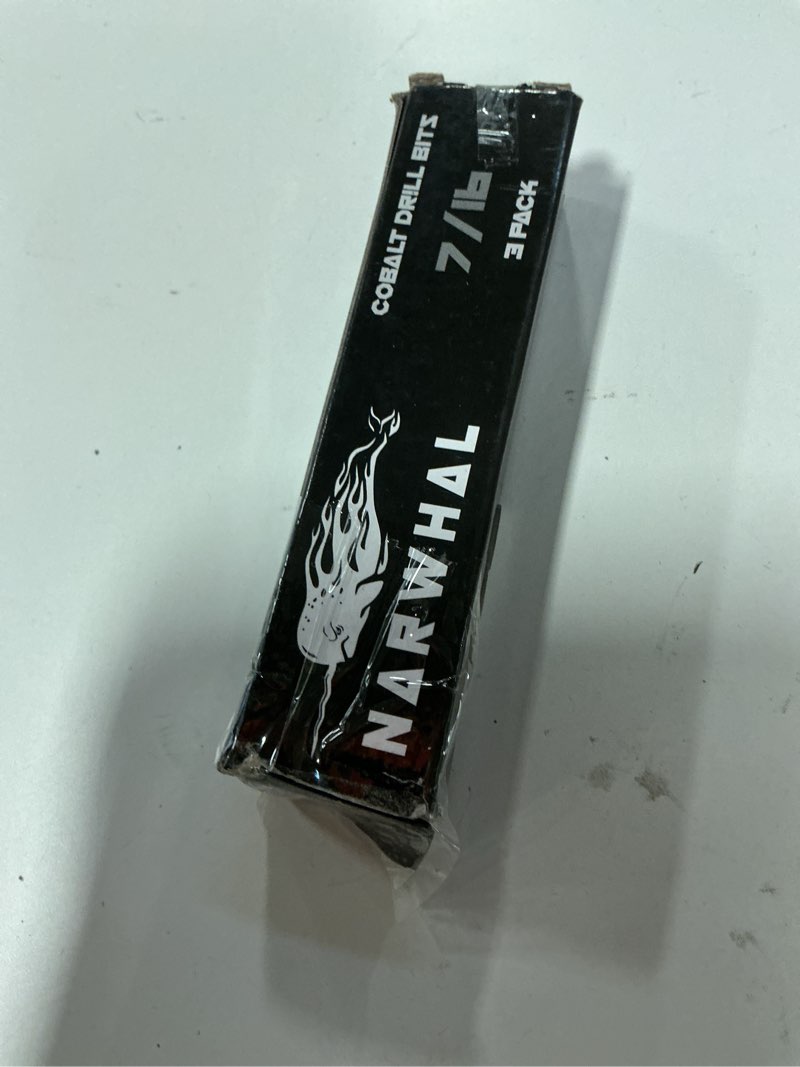 COBALT DRILL BITS
7/16
3 PACK
NARWHAL